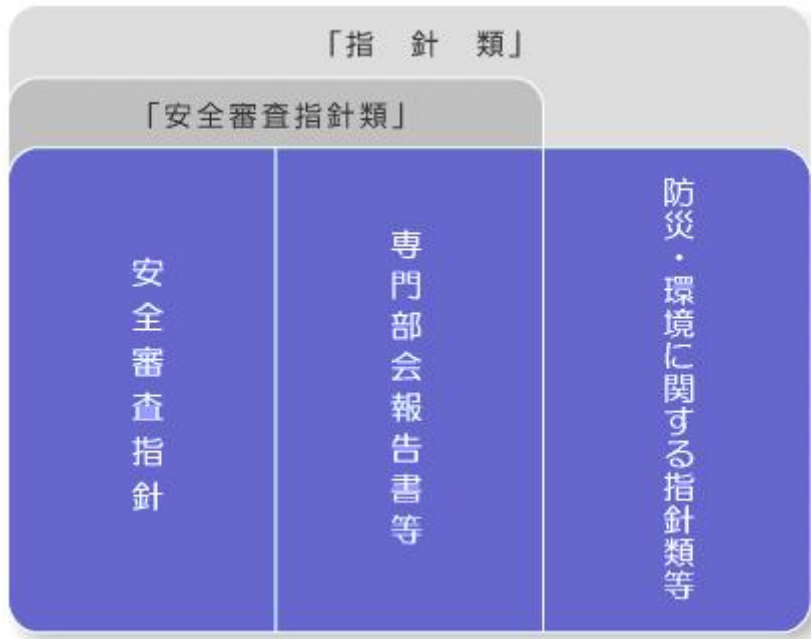 「指　針　類」
「安全審査指針類」
安全審査指針
専門部会報告書等
防災・環境に関する指針類等